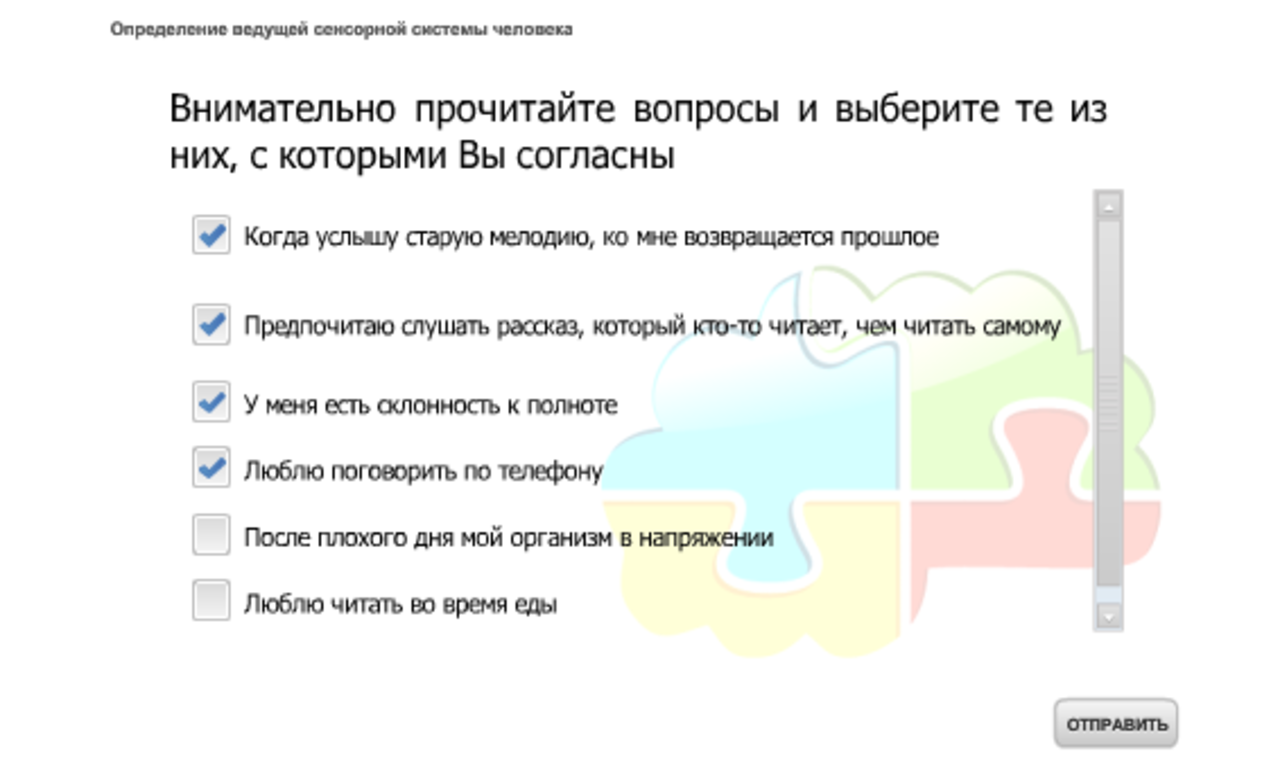 Определение ведущей сенсорной системы человека
Внимательно прочитайте вопросы и выберите те из
них, с которыми Вы согласны
Когда услышу старую мелодию, ко мне возвращается прошлое
Предпочитаю слушать рассказ, который кто-то читает, чем читать самому
У меня есть склонность к полноте
Люблю поговорить по телефону
После плохого дня мой организм в напряжении
Люблю читать во время еды
ОТПРАВИТЬ